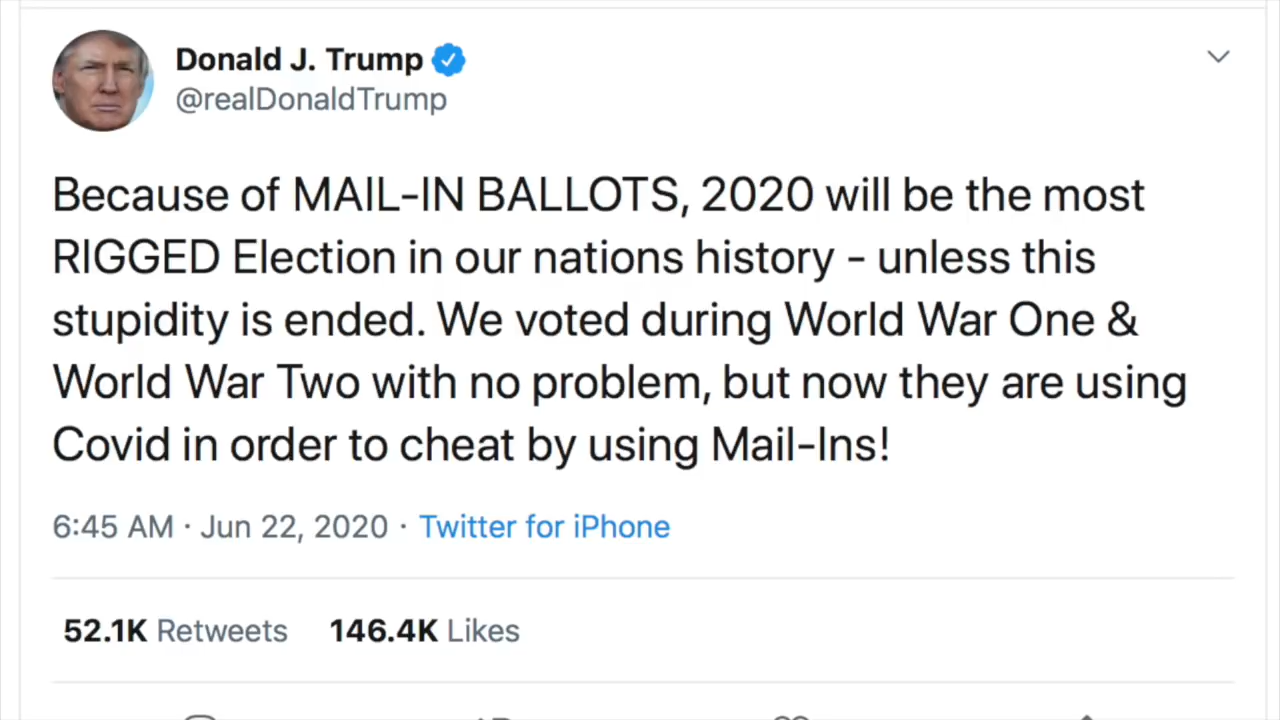 Donald J. Trump
@realDonaldTrump
Because of MAIL-IN BALLOTS, 2020 will be the most
RIGGED Election in our nations history - unless this
stupidity is ended. We voted during World War One &
World War Two with no problem, but now they are using
Covid in order to cheat by using Mail-Ins!
6:45 AM · Jun 22, 2020 · Twitter for iPhone
52.1K Retweets 146.4K Likes